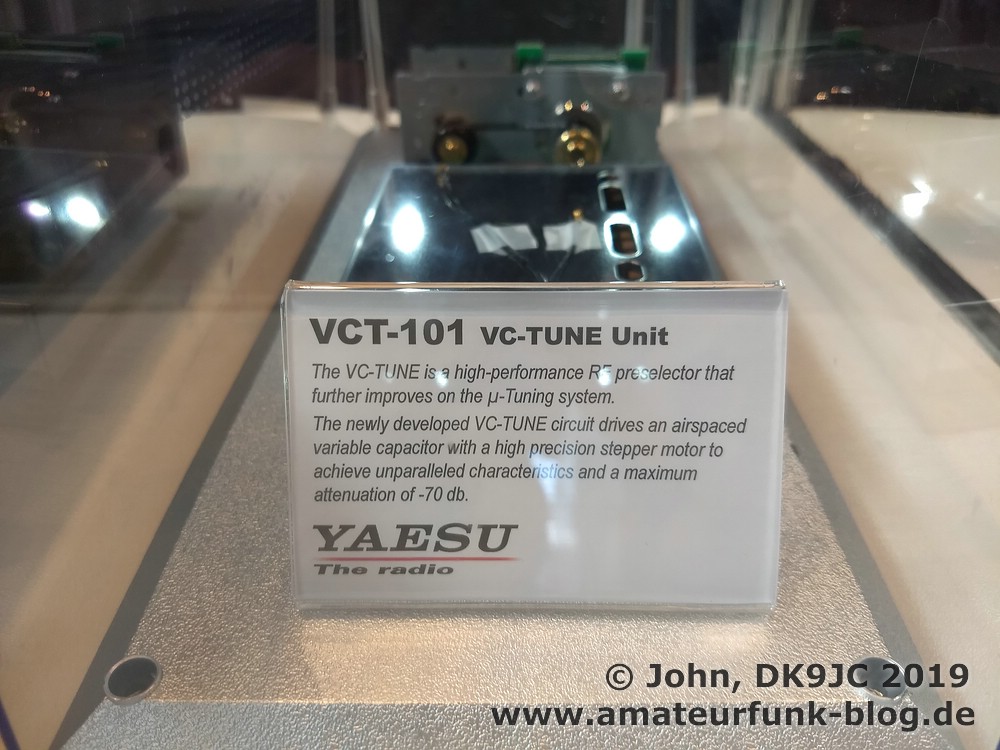 VCT-101 VC-TUNE Unit
The VC-TUNE is a high-performance RF preselector that
further improves on the µ-Tuning system.
The newly developed VC-TUNE circuit drives an airspaced
variable capacitor with a high precision stepper motor to
achieve unparalleled characteristics and a maximum
attenuation of -70 db.
YAESU
The radio
© John, DK9JC 2019
www.amateurfunk-blog.de